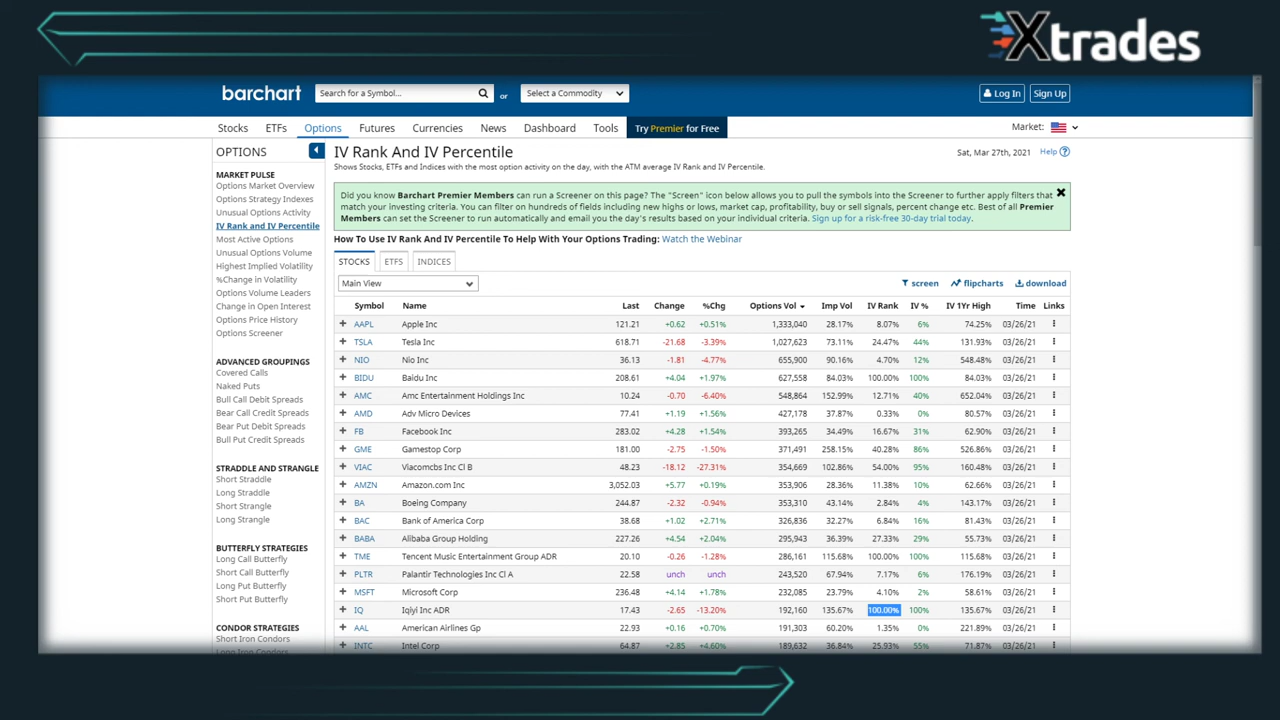 Xtrades
barchart
Search for a Symbol...
or
Select a Commodity
Log In
Sign Up
Stocks ETFs Options Futures Currencies News Dashboard Tools Try Premier for Free
Market:
OPTIONS
MARKET PULSE
Options Market Overview
Options Strategy Indexes
Unusual Options Activity
IV Rank and IV Percentile
Most Active Options
Unusual Options Volume
Highest Implied Volatility
%Change in Volatility
Options Volume Leaders
Change in Open Interest
Options Price History
Options Screener
ADVANCED GROUPINGS
Covered Calls
Naked Puts
Bull Call Debit Spreads
Bear Call Credit Spreads
Bear Put Debit Spreads
Bull Put Credit Spreads
STRADDLE AND STRANGLE
Short Straddle
Long Straddle
Short Strangle
Long Strangle
BUTTERFLY STRATEGIES
Long Call Butterfly
Short Call Butterfly
Long Put Butterfly
Short Put Butterfly
CONDOR STRATEGIES
Short Iron Condors
Long Iron Condors
IV Rank And IV Percentile
Sat, Mar 27th, 2021 Help
Shows Stocks, ETFs and Indices with the most option activity on the day, with the ATM average IV Rank and IV Percentile.
Did you know Barchart Premier Members can run a Screener on this page? The "Screen" icon below allows you to pull the symbols into the Screener to further apply filters that
match your investing criteria. You can filter on hundreds of fields including new highs or lows, market cap, profitability, buy or sell signals, percent change etc. Best of all Premier
Members can set the Screener to run automatically and email you the day's results based on your individual criteria. Sign up for a risk-free 30-day trial today.
How To Use IV Rank And IV Percentile To Help With Your Options Trading: Watch the Webinar
STOCKS ETFS INDICES
Main View
screen flipcharts download
Symbol Name Last Change %Chg Options Vol Imp Vol IV Rank IV % IV 1Yr High Time Links
AAPL Apple Inc 121.21 +0.62 +0.51% 1,333,040 28.17% 8.07% 6% 74.25% 03/26/21
TSLA Tesla Inc 618.71 -21.68 -3.39% 1,027,623 73.11% 24.47% 44% 131.93% 03/26/21
NIO Nio Inc 36.13 -1.81 -4.77% 655,900 90.16% 4.70% 12% 548.48% 03/26/21
BIDU Baidu Inc 208.61 +4.04 +1.97% 627,558 84.03% 100.00% 100% 84.03% 03/26/21
AMC Amc Entertainment Holdings Inc 10.24 -0.70 -6.40% 548,864 152.99% 12.71% 40% 652.04% 03/26/21
AMD Adv Micro Devices 77.41 +1.19 +1.56% 427,178 37.87% 0.33% 0% 80.57% 03/26/21
FB Facebook Inc 283.02 +4.28 +1.54% 393,265 34.49% 16.67% 31% 62.90% 03/26/21
GME Gamestop Corp 181.00 -2.75 -1.50% 371,491 258.15% 40.28% 86% 526.86% 03/26/21
VIAC Viacombs Inc Cl B 48.23 -18.12 -27.31% 354,669 102.86% 54.00% 95% 160.48% 03/26/21
AMZN Amazon.com Inc 3,052.03 +5.77 +0.19% 353,906 28.36% 11.38% 10% 62.66% 03/26/21
BA Boeing Company 244.87 -2.32 -0.94% 353,310 43.14% 2.84% 4% 143.17% 03/26/21
BAC Bank of America Corp 38.68 +1.02 +2.71% 326,836 32.27% 6.84% 16% 81.43% 03/26/21
BABA Alibaba Group Holding 227.26 +4.54 +2.04% 295,943 36.39% 27.33% 29% 55.73% 03/26/21
TME Tencent Music Entertainment Group ADR 20.10 -0.26 -1.28% 286,161 115.68% 100.00% 100% 115.68% 03/26/21
PLTR Palantir Technologies Inc Cl A 22.58 unch unch 243,520 67.94% 7.17% 6% 176.19% 03/26/21
MSFT Microsoft Corp 236.48 +4.14 +1.78% 232,085 23.79% 4.10% 2% 58.61% 03/26/21
IQ Iqiyi Inc ADR 17.43 -2.65 -13.20% 192,160 135.67% 100.00% 100% 135.67% 03/26/21
AAL American Airlines Gp 22.93 +0.16 +0.70% 191,303 60.20% 1.35% 0% 221.89% 03/26/21
INTC Intel Corp 64.87 +2.85 +4.60% 189,632 36.84% 25.93% 55% 71.87% 03/26/21